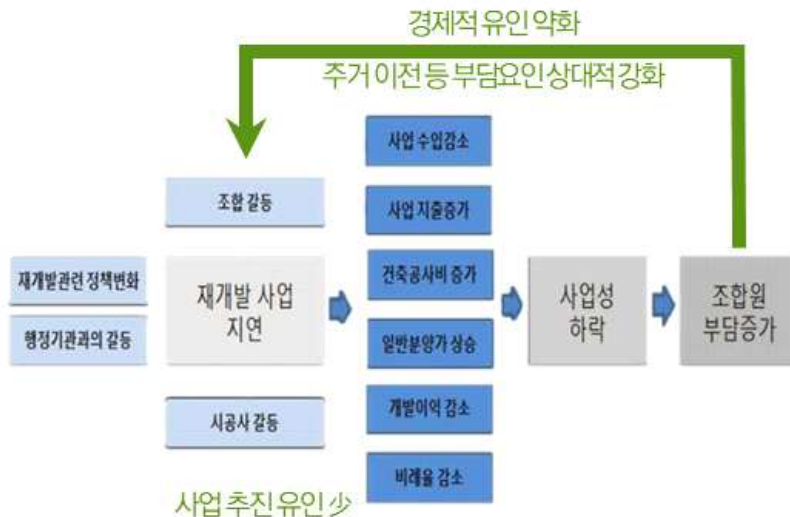 경제적 유인 약화
주거 이전 등 부담요인 상대적 강화
사업 수입감소
조합 갈등
사업 지출증가
재개발관련 정책변화
행정기관과의 갈등
재개발 사업
지연
건축공사비 증가
일반분양가 상승
사업성
하락
조합원
부담증가
시공사 갈등
개발이익 감소
비례율 감소
사업 추진 유인 少